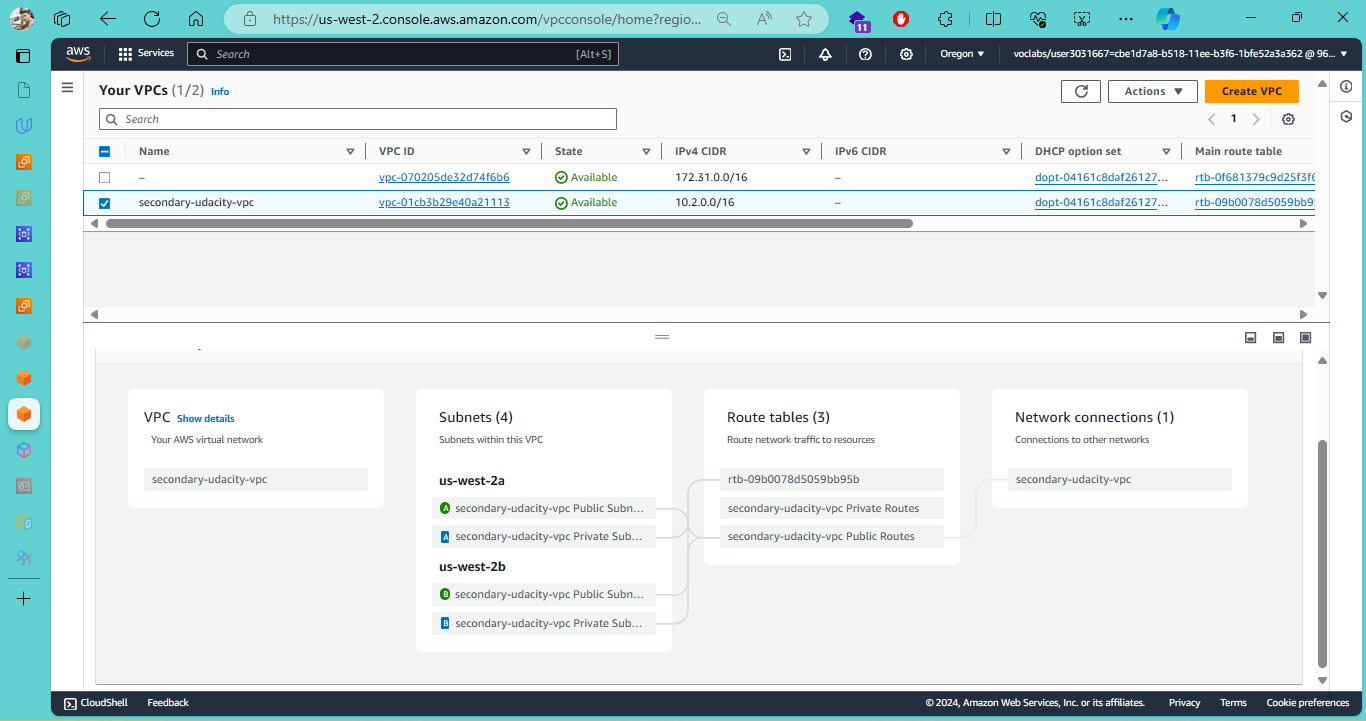 https://us-west-2.console.aws.amazon.com/vpcconsole/home?regio...
A
11
aws
Services
Search
[Alt+S]
Oregon
voclabs/user3031667=cbe1d7a8-b518-11ee-b3f6-1bfe52a3a362 @ 96...
Your VPCs (1/2) Info
Actions
Create VPC
Search
1
Name VPC ID State IPv4 CIDR IPv6 CIDR DHCP option set Main route table
– vpc-070205de32d74f6b6 Available 172.31.0.0/16 – dopt-04161c8daf26127... rtb-0f681379c9d25f3f6
secondary-udacity-vpc vpc-01cb3b29e40a21113 Available 10.2.0.0/16 – dopt-04161c8daf26127... rtb-09b0078d5059bb95
VPC Show details
Your AWS virtual network
secondary-udacity-vpc
Subnets (4)
Subnets within this VPC
us-west-2a
A secondary-udacity-vpc Public Subn...
A secondary-udacity-vpc Private Sub...
us-west-2b
B secondary-udacity-vpc Public Subn...
B secondary-udacity-vpc Private Sub...
Route tables (3)
Route network traffic to resources
rtb-09b0078d5059bb95b
secondary-udacity-vpc Private Routes
secondary-udacity-vpc Public Routes
Network connections (1)
Connections to other networks
secondary-udacity-vpc
CloudShell Feedback © 2024, Amazon Web Services, Inc. or its affiliates. Privacy Terms Cookie preferences